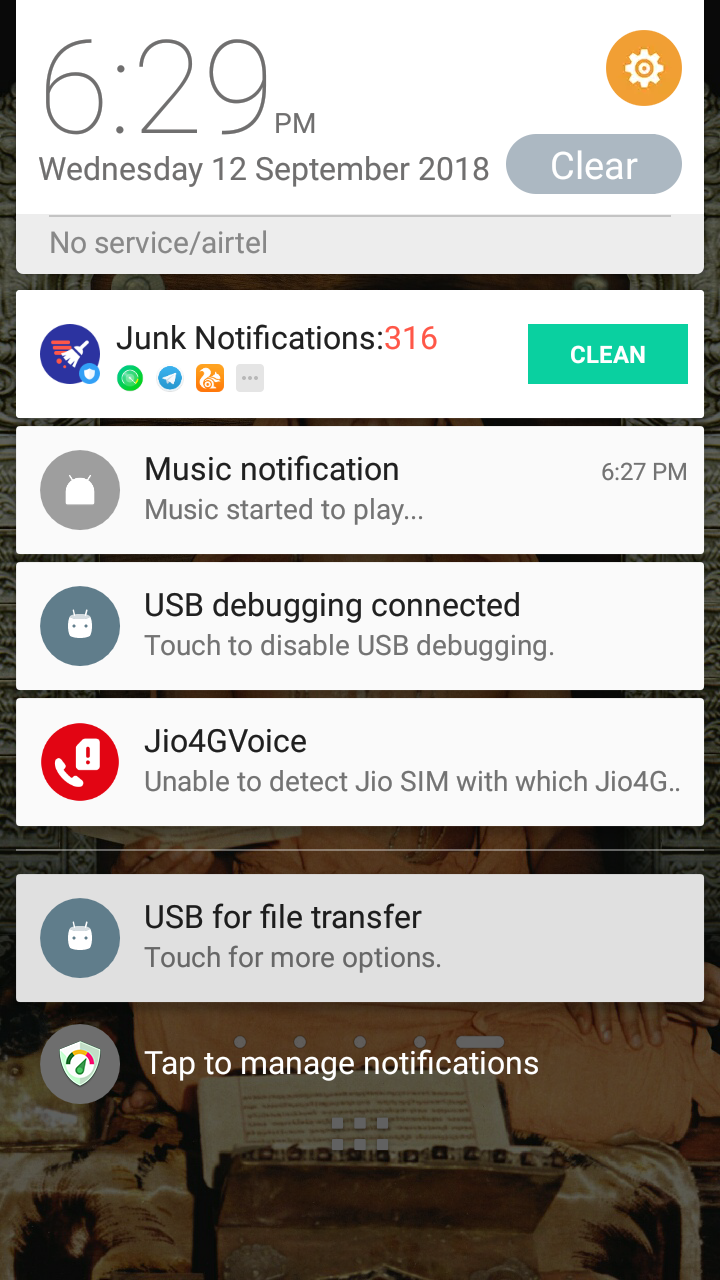 6:29 PM
Wednesday 12 September 2018
Clear
No service/airtel
Junk Notifications:316
CLEAN
Music notification
6:27 PM
Music started to play...
USB debugging connected
Touch to disable USB debugging.
Jio4GVoice
Unable to detect Jio SIM with which Jio4G..
USB for file transfer
Touch for more options.
Tap to manage notifications